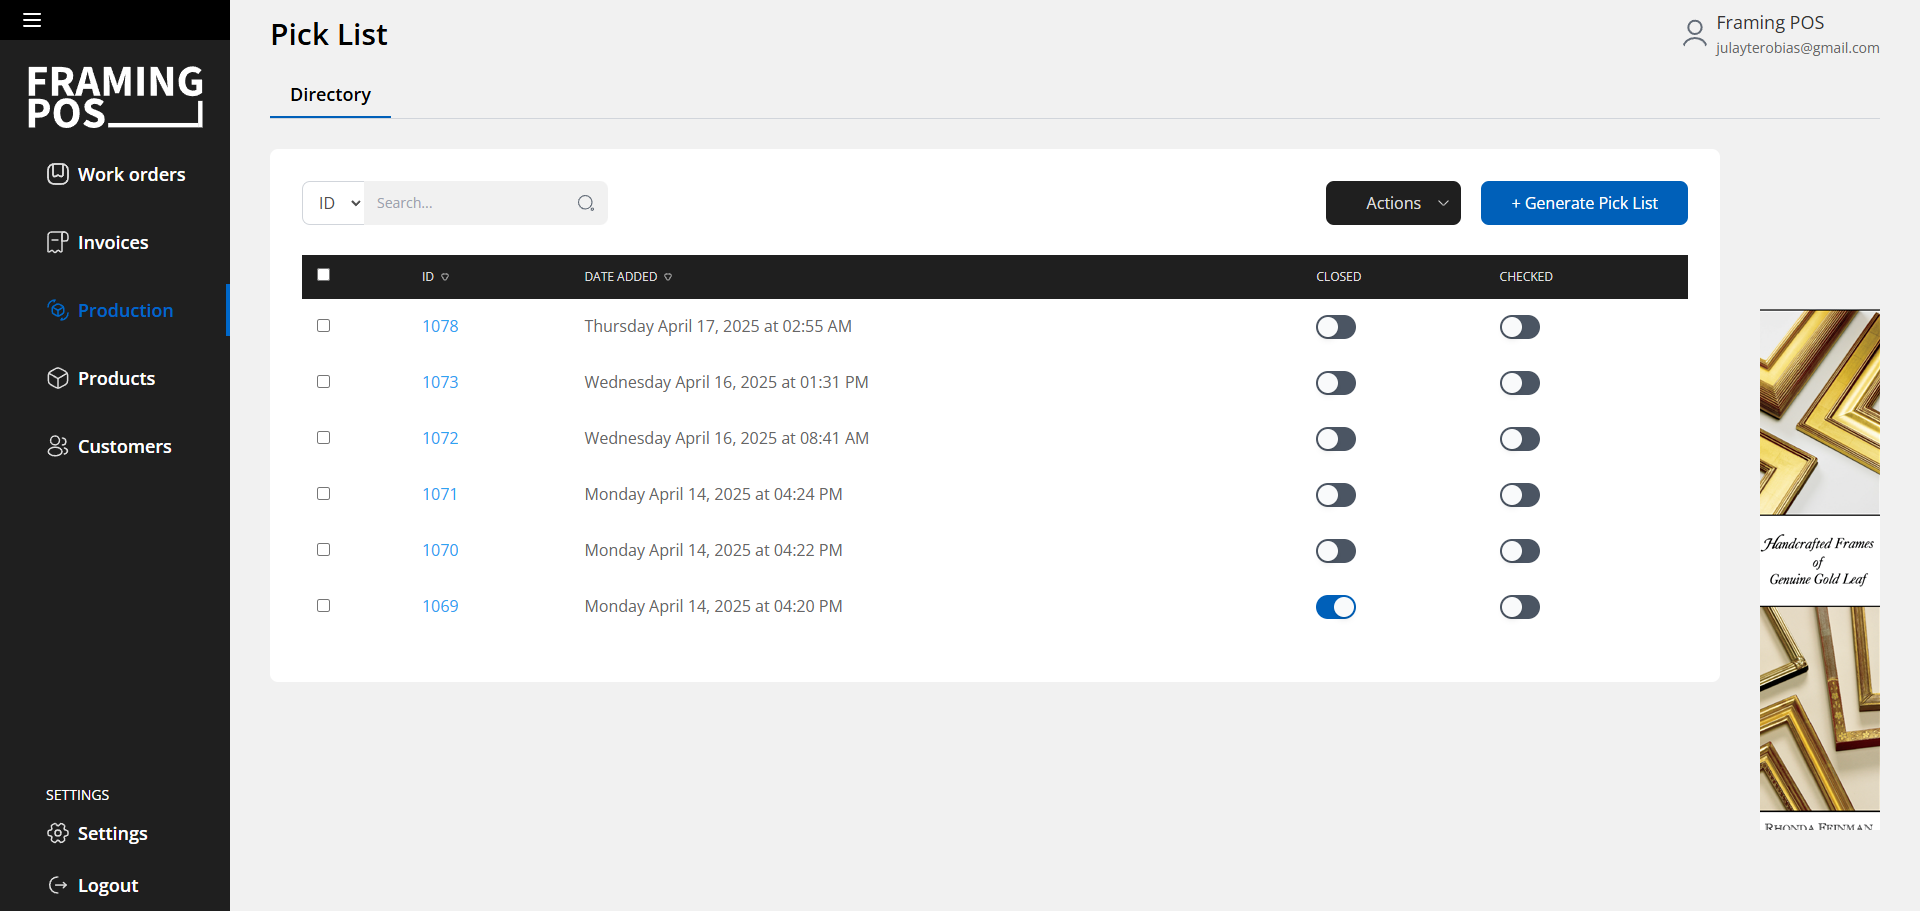 FRAMING
POS
Work orders
Invoices
Production
Products
Customers
SETTINGS
Settings
Logout
Pick List
Framing POS
julayterobias@gmail.com
Directory
ID
Search...
Actions
+ Generate Pick List
ID DATE ADDED CLOSED CHECKED
1078 Thursday April 17, 2025 at 02:55 AM
1073 Wednesday April 16, 2025 at 01:31 PM
1072 Wednesday April 16, 2025 at 08:41 AM
1071 Monday April 14, 2025 at 04:24 PM
1070 Monday April 14, 2025 at 04:22 PM
1069 Monday April 14, 2025 at 04:20 PM
Handcrafted Frames
of
Genuine Gold Leaf
RHONDA FEINMAN